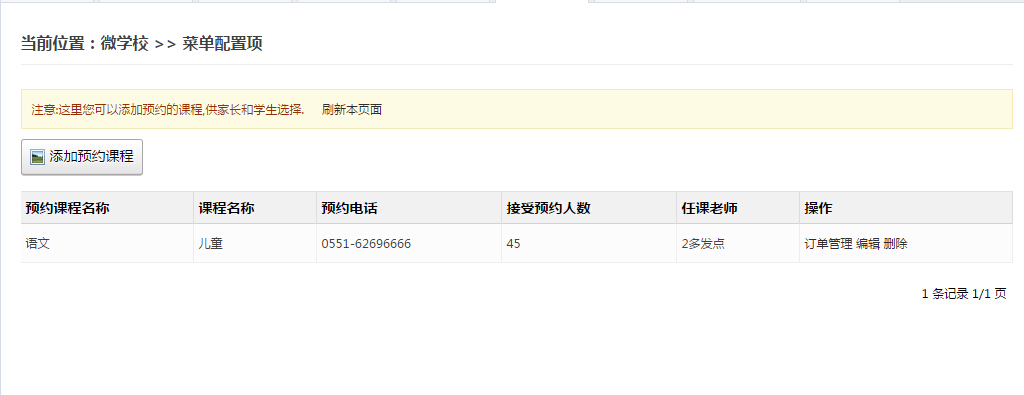 当前位置：微学校 >> 菜单配置项
注意:这里您可以添加预约的课程,供家长和学生选择. 刷新本页面
添加预约课程
预约课程名称 课程名称 预约电话 接受预约人数 任课老师 操作
语文 儿童 0551-62696666 45 2多发点 订单管理 编辑 删除
1 条记录 1/1 页